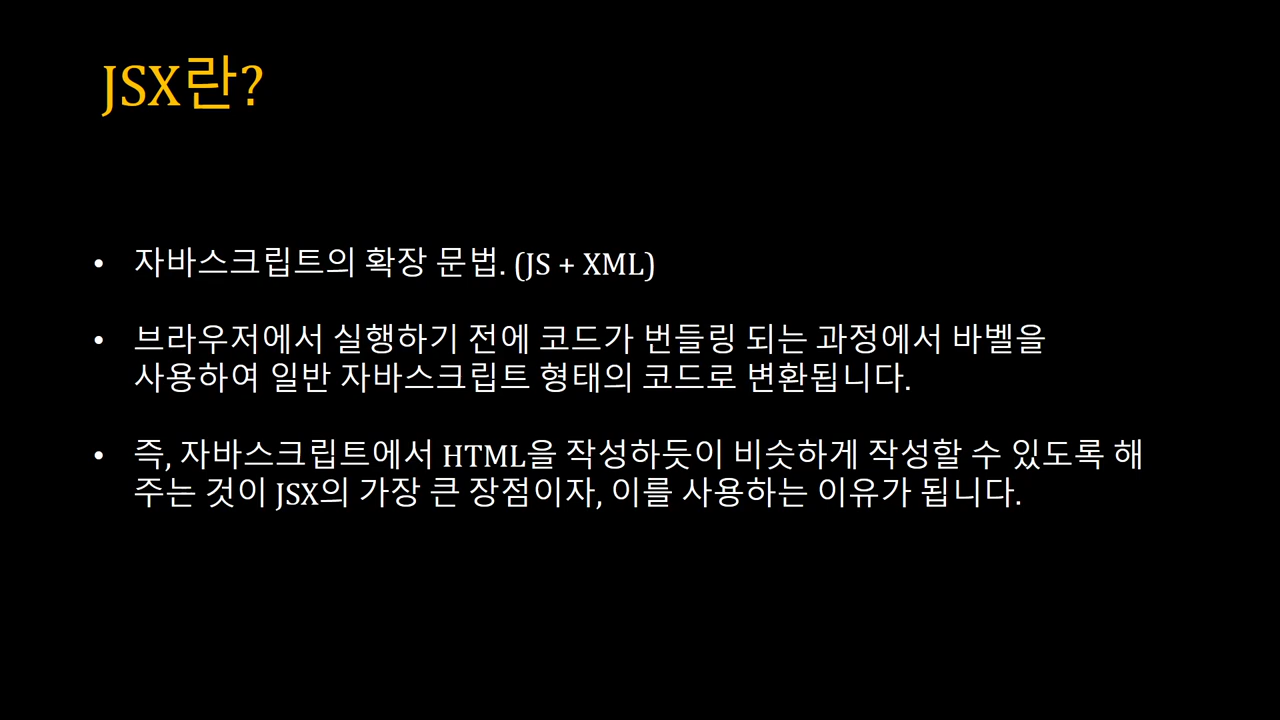 JSX란?
• 자바스크립트의 확장 문법. (JS + XML)
• 브라우저에서 실행하기 전에 코드가 번들링 되는 과정에서 바벨을
사용하여 일반 자바스크립트 형태의 코드로 변환됩니다.
• 즉, 자바스크립트에서 HTML을 작성하듯이 비슷하게 작성할 수 있도록 해
주는 것이 JSX의 가장 큰 장점이자, 이를 사용하는 이유가 됩니다.